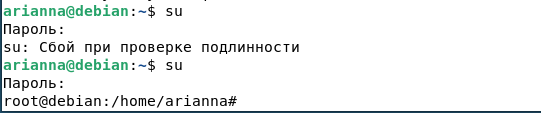 arianna@debian:~$ su
Пароль:
su: Сбой при проверке подлинности
arianna@debian:~$ su
Пароль:
root@debian:/home/arianna#